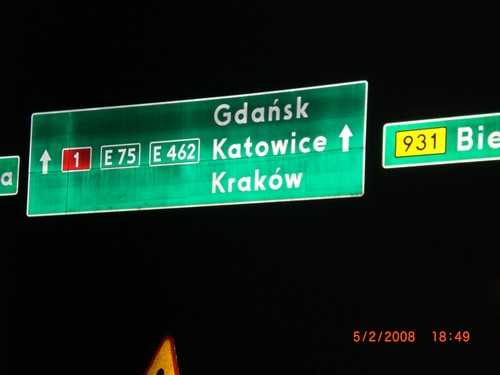 a
1 E 75 E 462
Gdańsk
Katowice
Kraków
931 Bie
5/2/2008 18:49